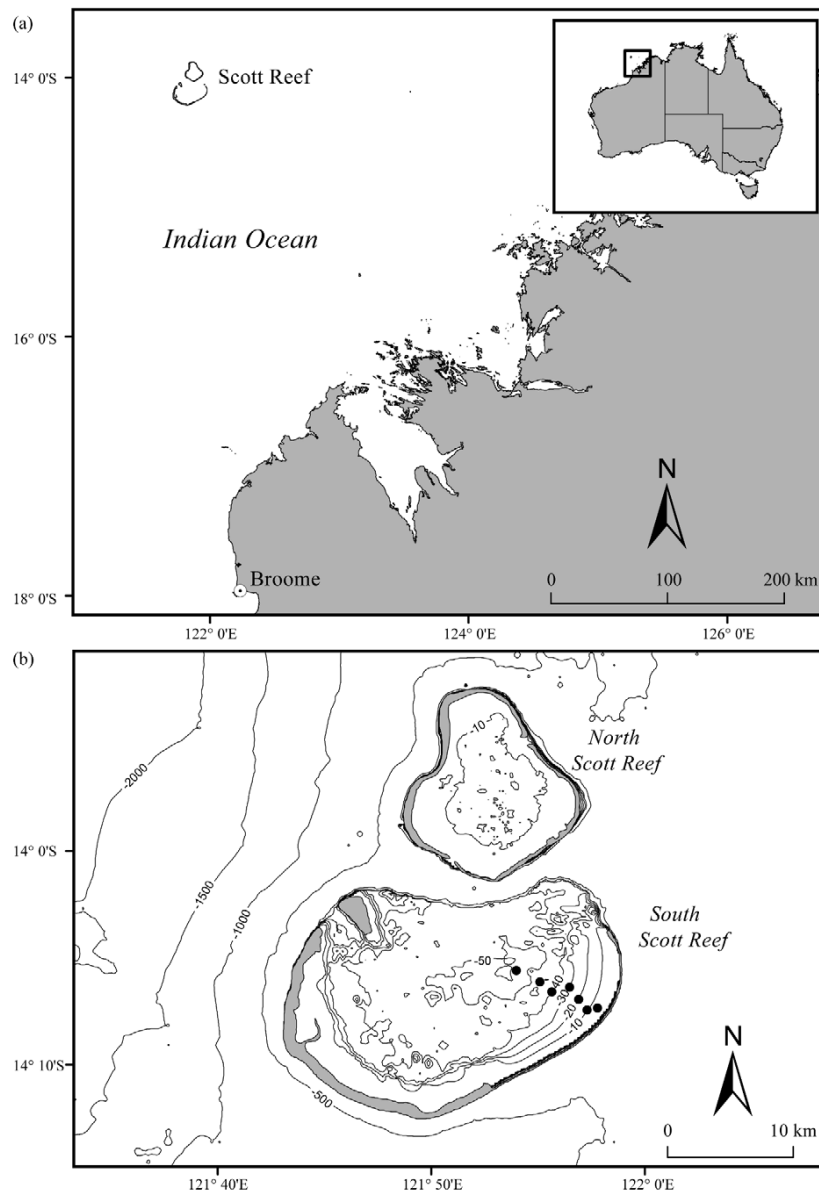 (a)
14° 0'S
Scott Reef
Indian Ocean
16° 0'S
N
Broome
0 100 200 km
18° 0'S
122° 0'E 124° 0'E 126° 0'E
(b)
-10
North
Scott Reef
-2000
14° 0'S
-1500
-1000
South
Scott Reef
-50
-40
-30
-20
-10
N
14° 10'S
-500
0 10 km
121° 40'E 121° 50'E 122° 0'E